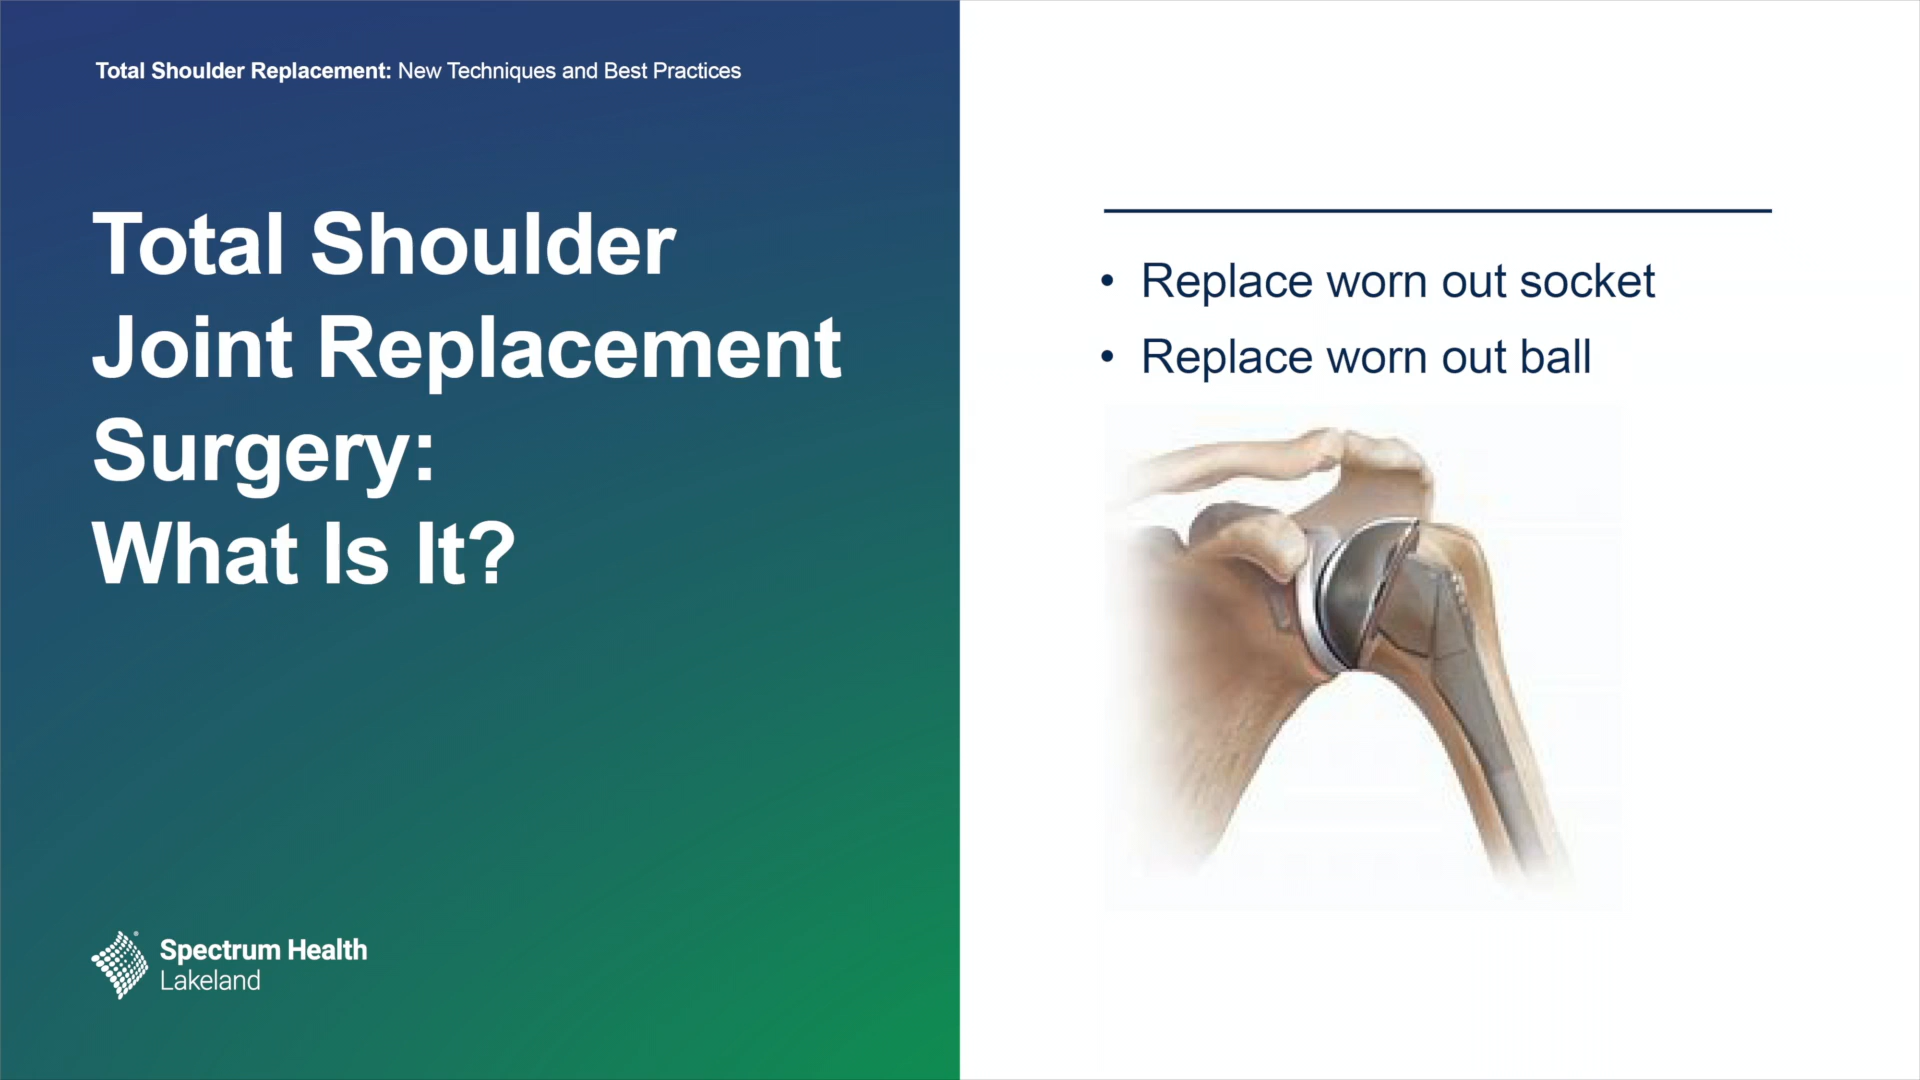 Total Shoulder Replacement: New Techniques and Best Practices
Total Shoulder
Joint Replacement
Surgery:
What Is It?
• Replace worn out socket
• Replace worn out ball
Spectrum Health
Lakeland